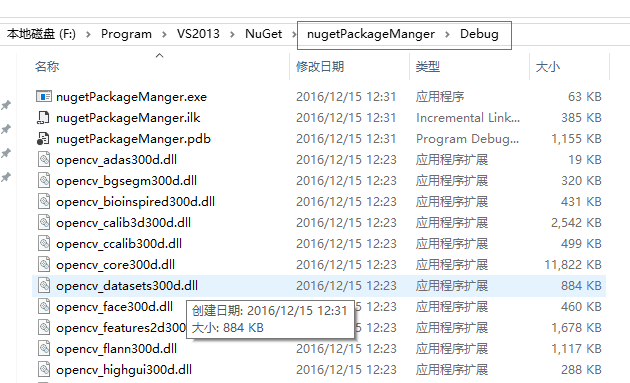 本地磁盘 (F:) > Program > VS2013 > NuGet > nugetPackageManger > Debug
名称 修改日期 类型 大小
nugetPackageManger.exe 2016/12/15 12:31 应用程序 63 KB
nugetPackageManger.ilk 2016/12/15 12:31 Incremental Link... 385 KB
nugetPackageManger.pdb 2016/12/15 12:31 Program Debug... 1,155 KB
opencv_adas300d.dll 2016/12/15 12:23 应用程序扩展 19 KB
opencv_bgsegm300d.dll 2016/12/15 12:23 应用程序扩展 320 KB
opencv_bioinspired300d.dll 2016/12/15 12:23 应用程序扩展 431 KB
opencv_calib3d300d.dll 2016/12/15 12:23 应用程序扩展 2,542 KB
opencv_ccalib300d.dll 2016/12/15 12:23 应用程序扩展 499 KB
opencv_core300d.dll 2016/12/15 12:23 应用程序扩展 11,822 KB
opencv_datasets300d.dll 2016/12/15 12:23 应用程序扩展 884 KB
opencv_face300d.dll 应用程序扩展 460 KB
创建日期: 2016/12/15 12:31
大小: 884 KB
opencv_features2d300 应用程序扩展 1,678 KB
opencv_flann300d.dll 2016/12/15 12:23 应用程序扩展 1,117 KB
opencv_highgui300d.dll 2016/12/15 12:23 应用程序扩展 288 KB